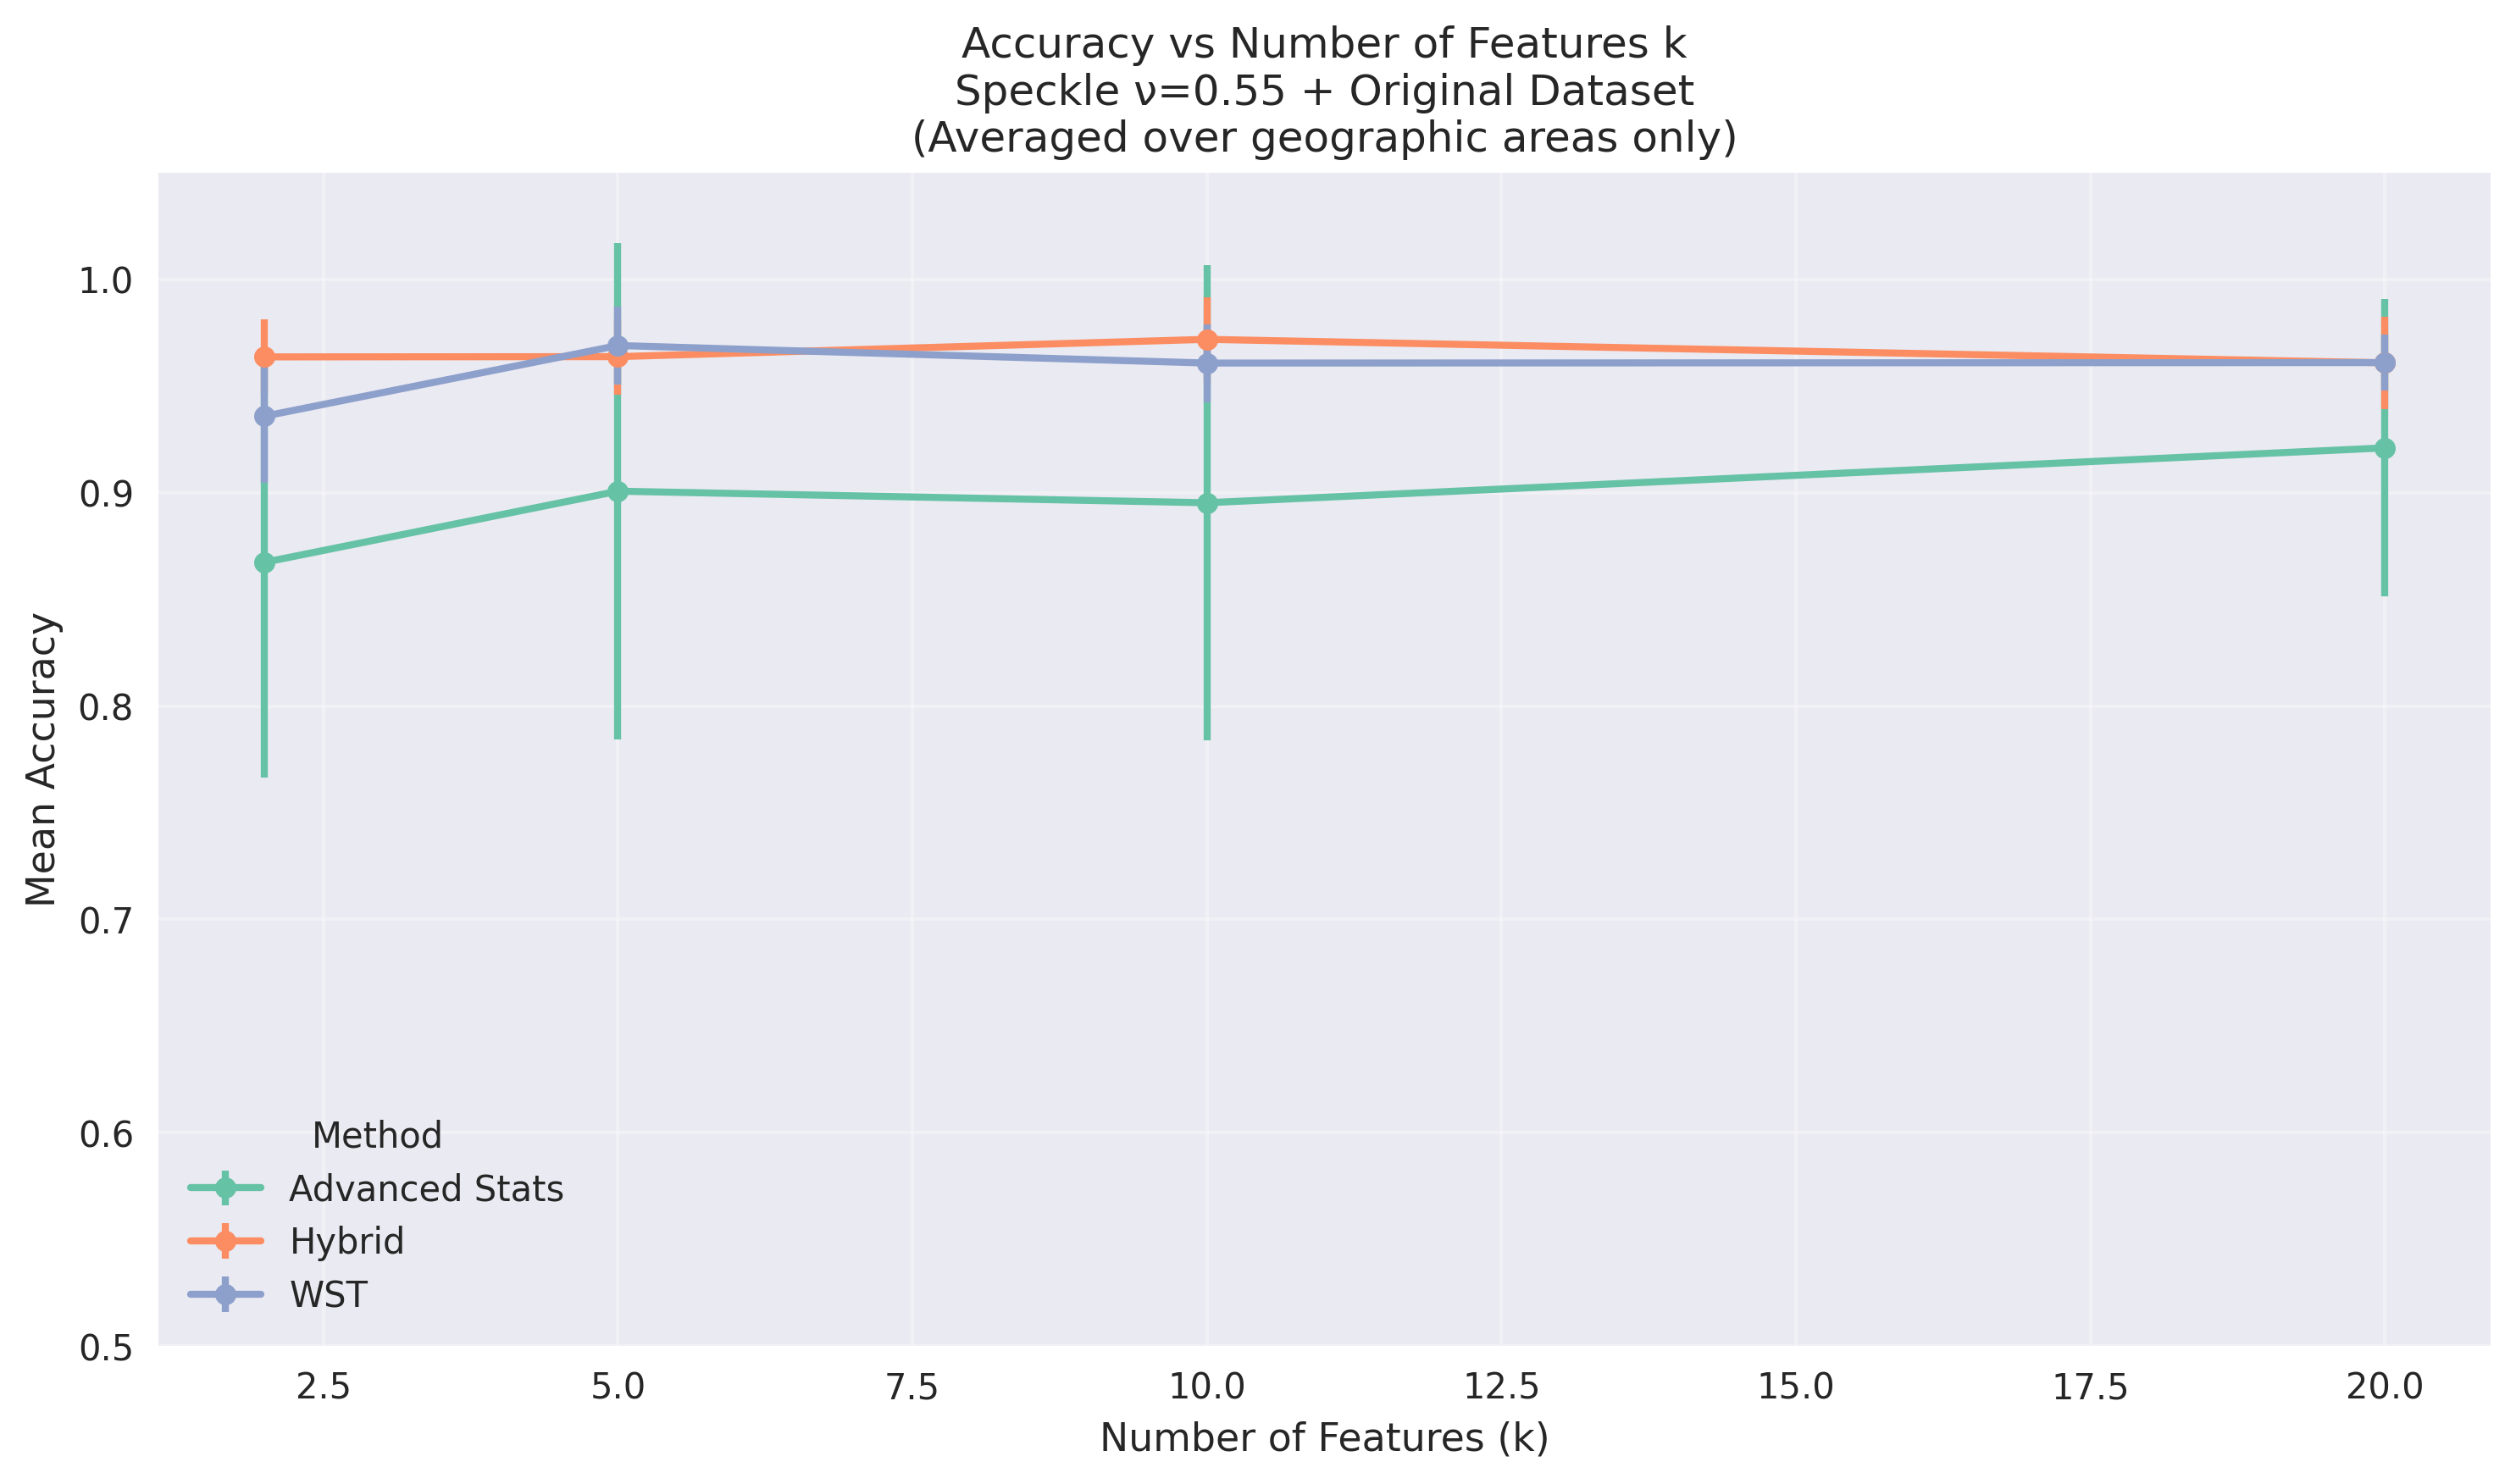 Accuracy vs Number of Features k
Speckle ν=0.55 + Original Dataset
(Averaged over geographic areas only)
Mean Accuracy
1.0
0.9
0.8
0.7
0.6
0.5
Method
Advanced Stats
Hybrid
WST
2.5 5.0 7.5 10.0 12.5 15.0 17.5 20.0
Number of Features (k)